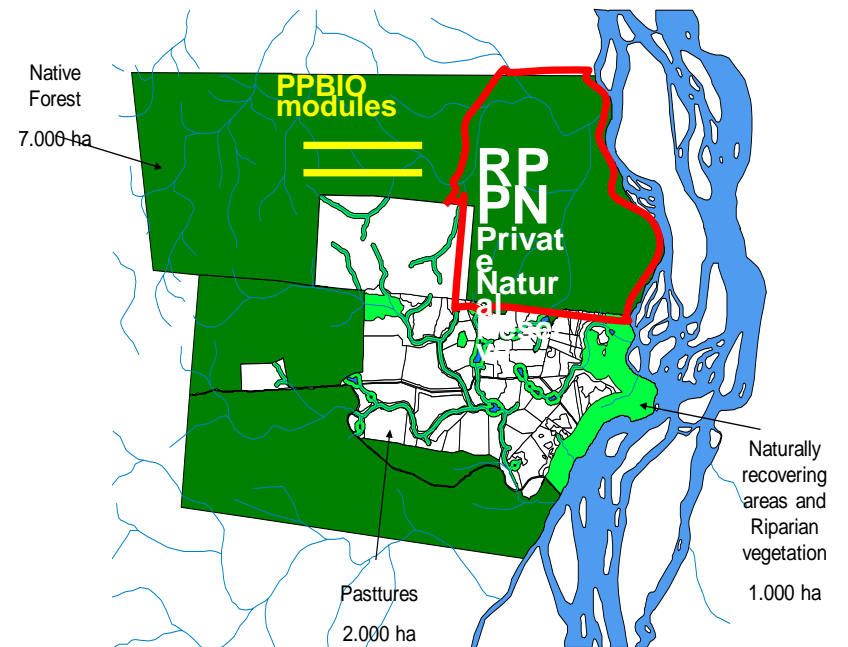 Native
Forest
7.000 ha
PPBIO
modules
RP
PN
Privat
e
Natur
al
Pasttures
2.000 ha
Naturally
recovering
areas and
Riparian
vegetation
1.000 ha